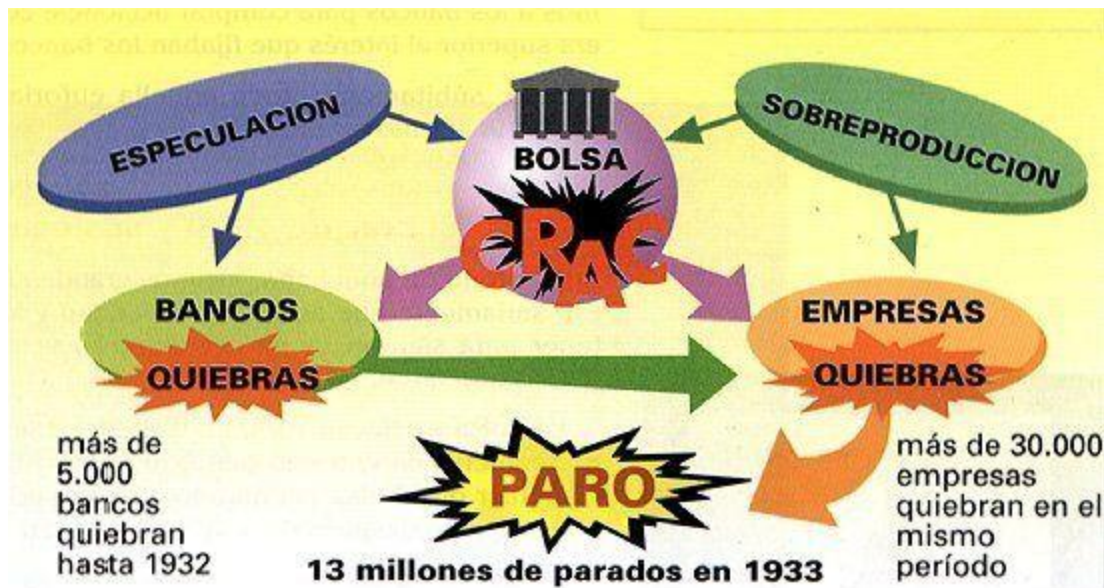 ESPECULACION
BOLSA
CRAC
SOBREPRODUCCION
BANCOS
QUIEBRAS
EMPRESAS
QUIEBRAS
más de
5.000
bancos
quiebran
hasta 1932
PARO
13 millones de parados en 1933
más de 30.000
empresas
quiebran en el
mismo
período